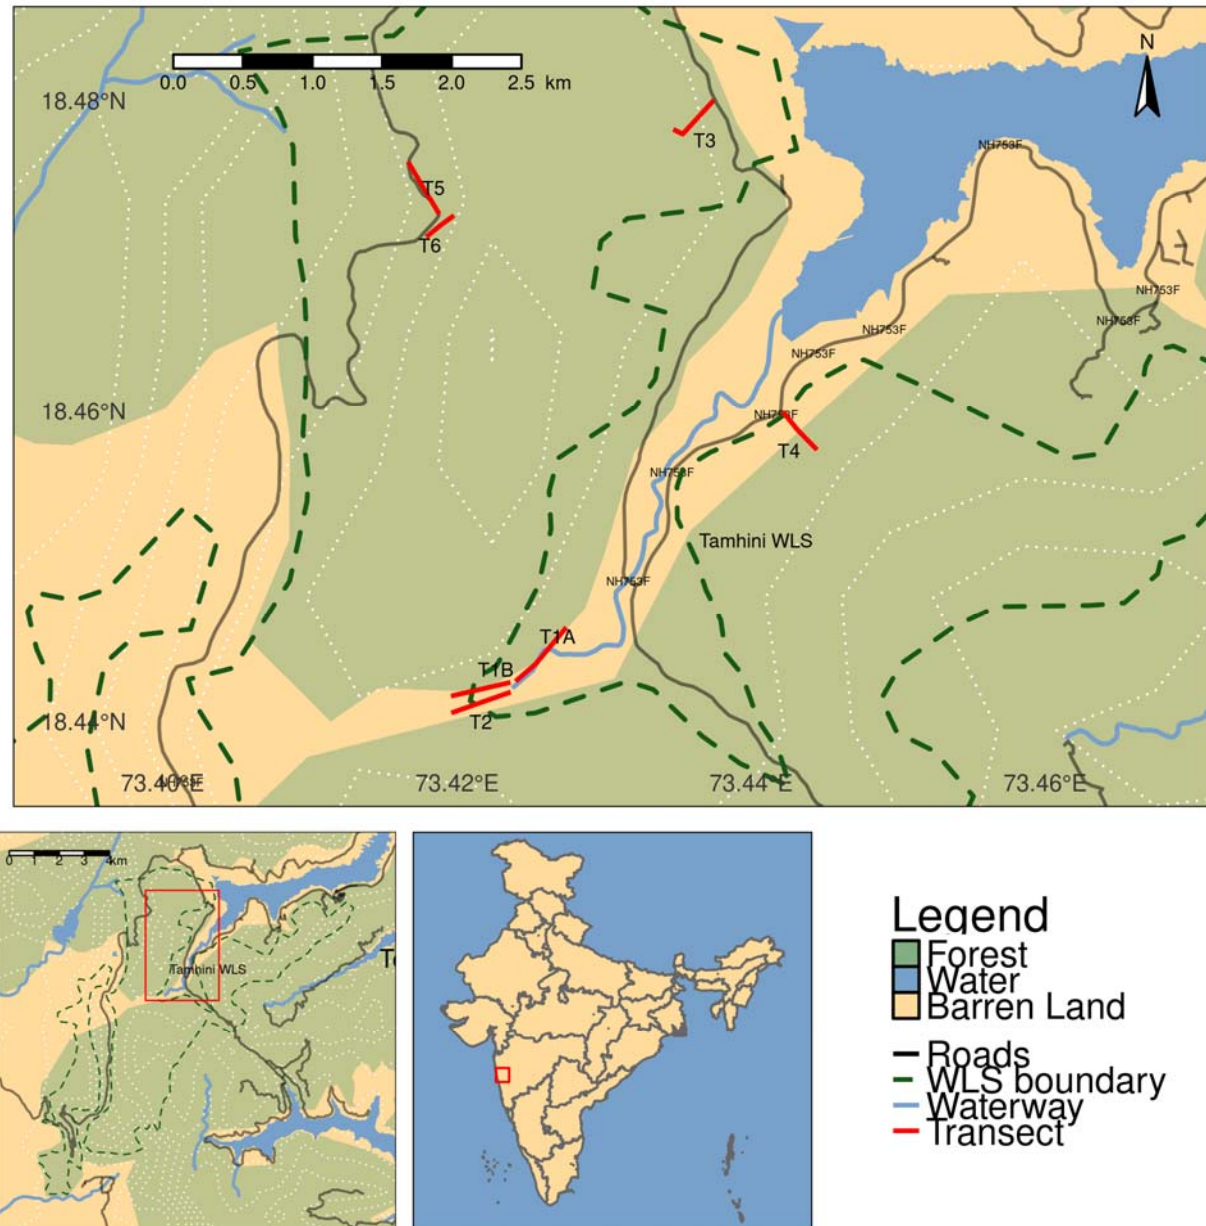 N
0.0 0.5 1.0 1.5 2.0 2.5 km
18.48°N
T3
NH753F
T5
T6
NH753F
NH753F
NH753F
NH753F
18.46°N
NH753F
T4
NH753F
Tamhini WLS
NH753F
T1A
T1B
18.44°N
T2
73.40°E 73.42°E 73.44°E 73.46°E
0 1 2 3 4km
Tamhini WLS
Legend
Forest
Water
Barren Land
Roads
WLS boundary
Waterway
Transect